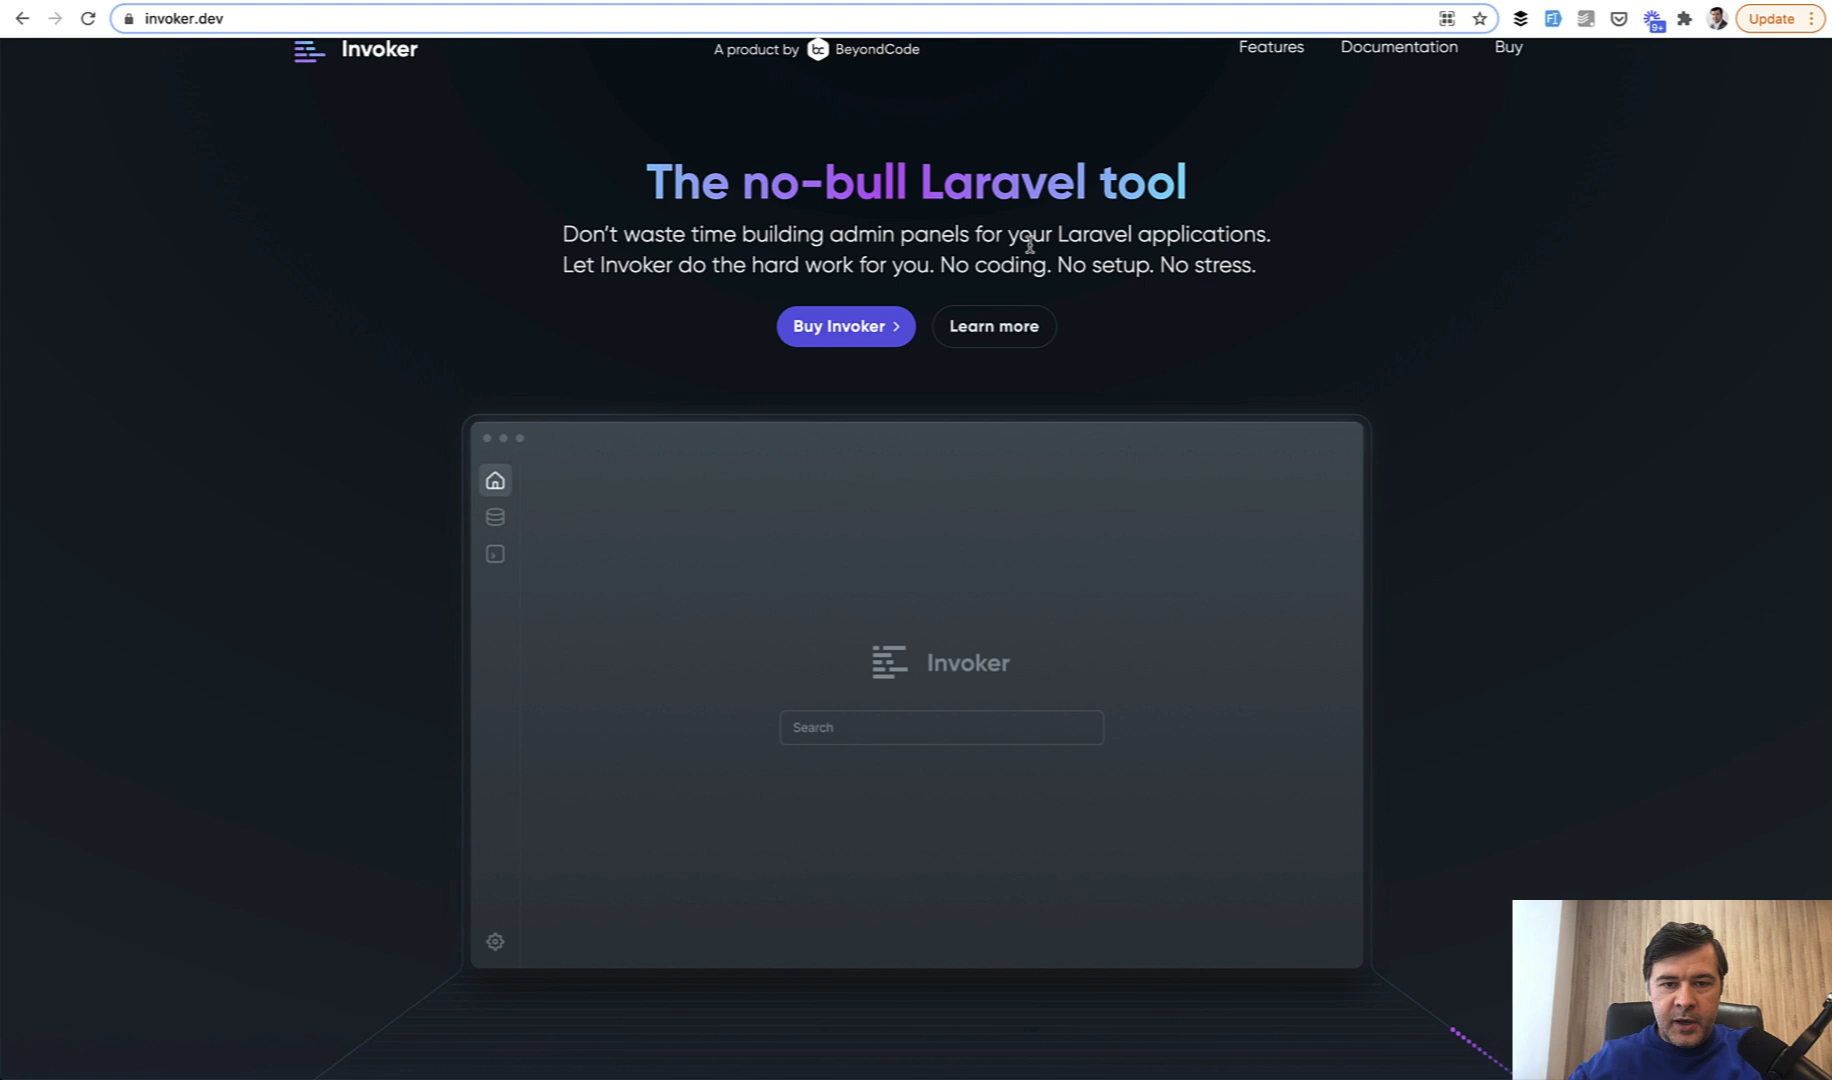 invoker.dev
9+
Update
Invoker
A product by bc BeyondCode
Features
Documentation
Buy
The no-bull Laravel tool
Don’t waste time building admin panels for your Laravel applications.
Let Invoker do the hard work for you. No coding. No setup. No stress.
Buy Invoker
Learn more
Invoker
Search